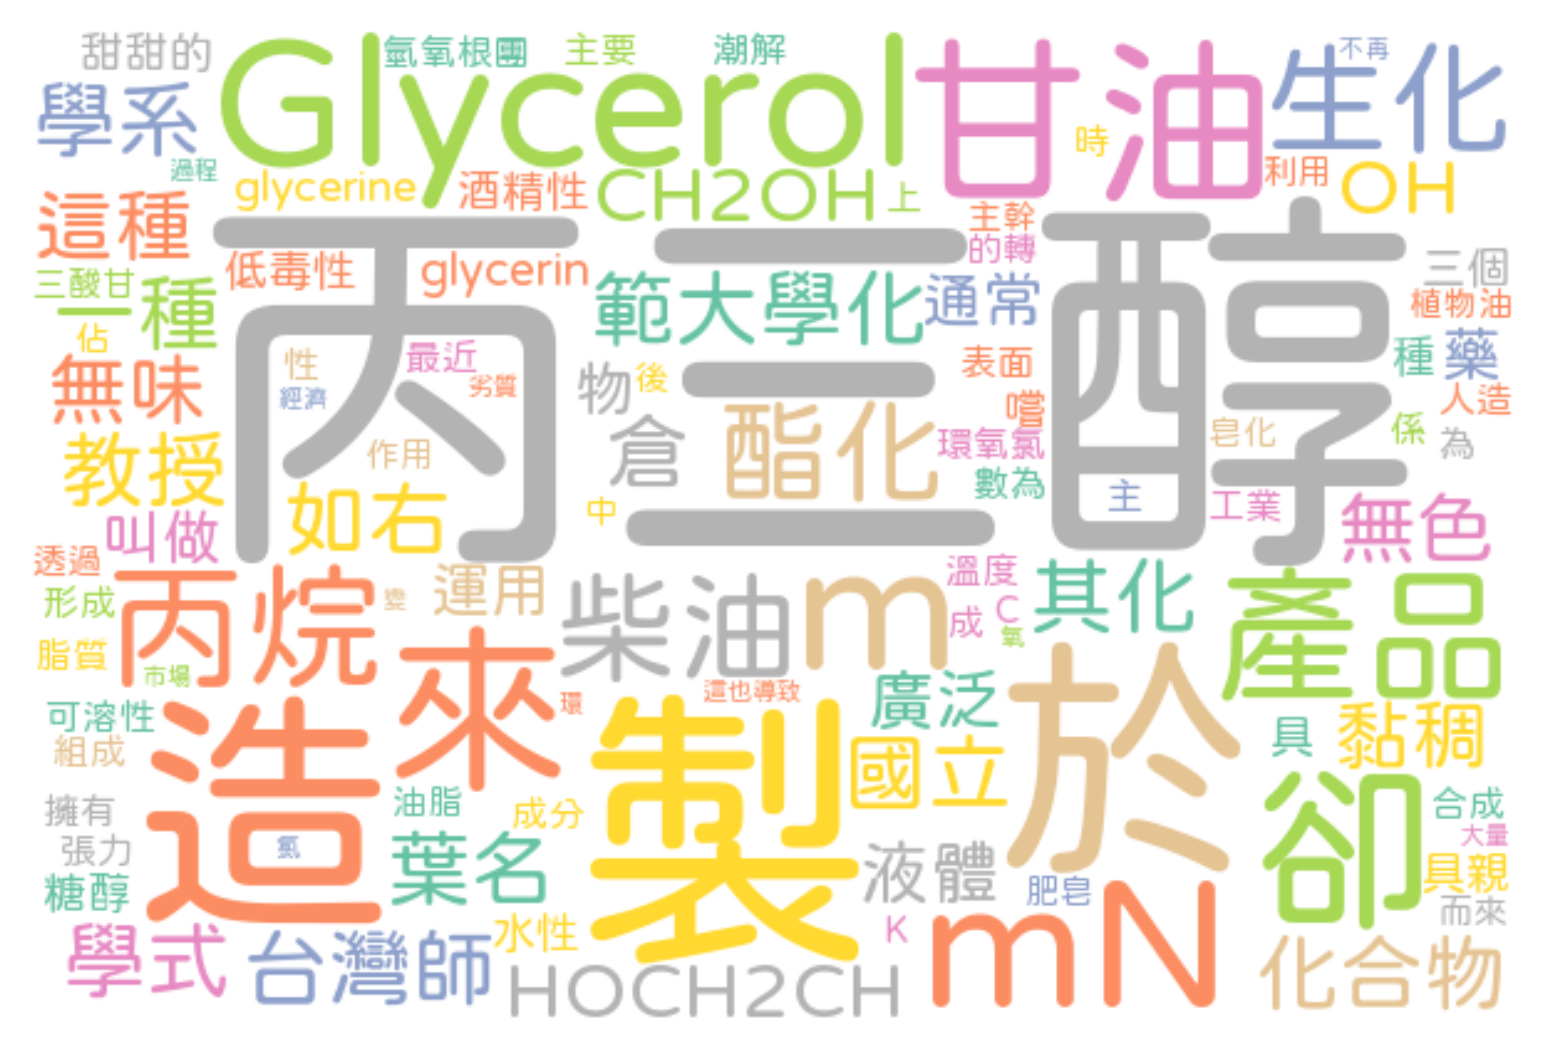 甜甜的 Glycerol 氫氧根團 主要 潮解 甘油 生化 不再
學系 過程 時 利用
glycerine 酒精性 CH2OH 上 OH
這種 丙三醇 主幹
低毒性 glycerin 範大學化 通常 的轉 三個
三酸甘 一種 植物油
佔 性 最近 物 後 表面 種 藥
無味 經濟 劣質 嚐 人造
教授 作用 倉 酯化 環氧氯 皂化 係 為
如右 中 數為 主 工業 無色
叫做
透過 丙烷 變 運用 柴油 m 溫度 C 其化 產品
形成 成 氧
脂質 市場 來 這也導致 於
可溶性 造 環 製 廣泛 具 黏稠
組成 國立
擁有 油脂 成分 卻 合成
張力 氯 葉名 液體 大量
糖醇 肥皂 具親
學式 台灣師 水性 K mN 而來
HOCH2CH 化合物